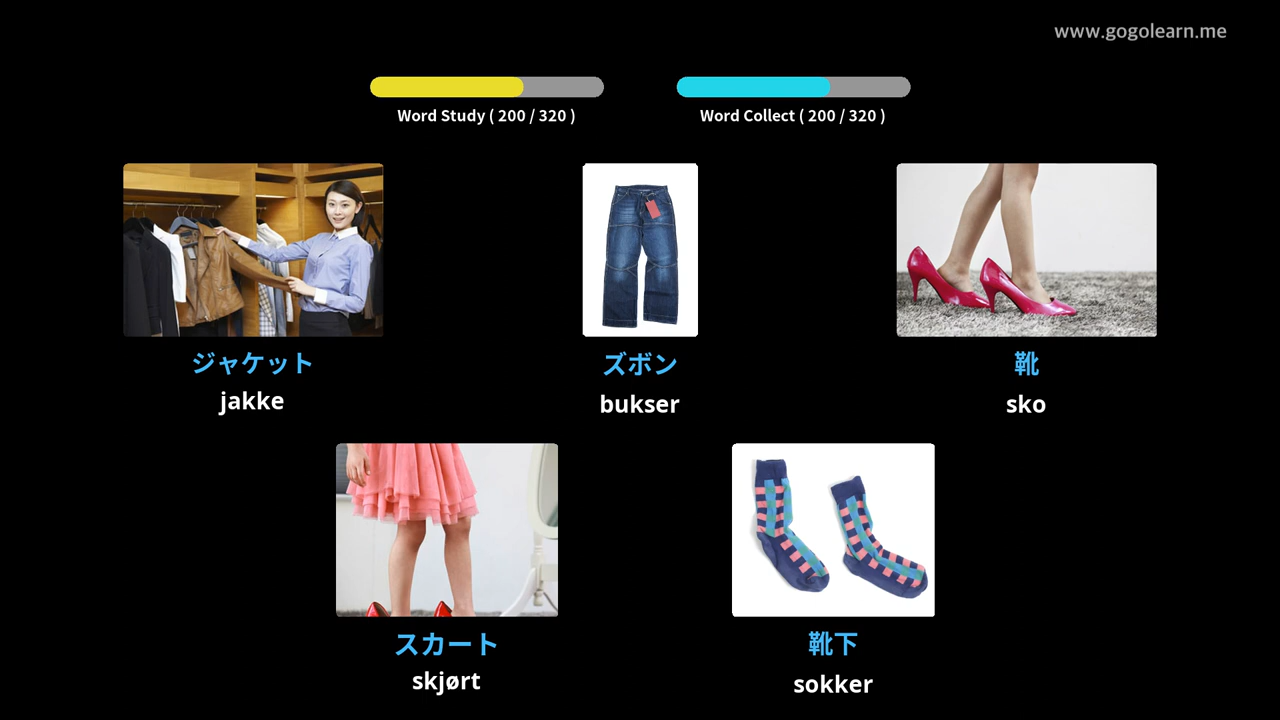 www.gogolearn.me
Word Study ( 200 / 320 )
Word Collect ( 200 / 320 )
ジャケット
jakke
ズボン
bukser
靴
sko
スカート
skjørt
靴下
sokker